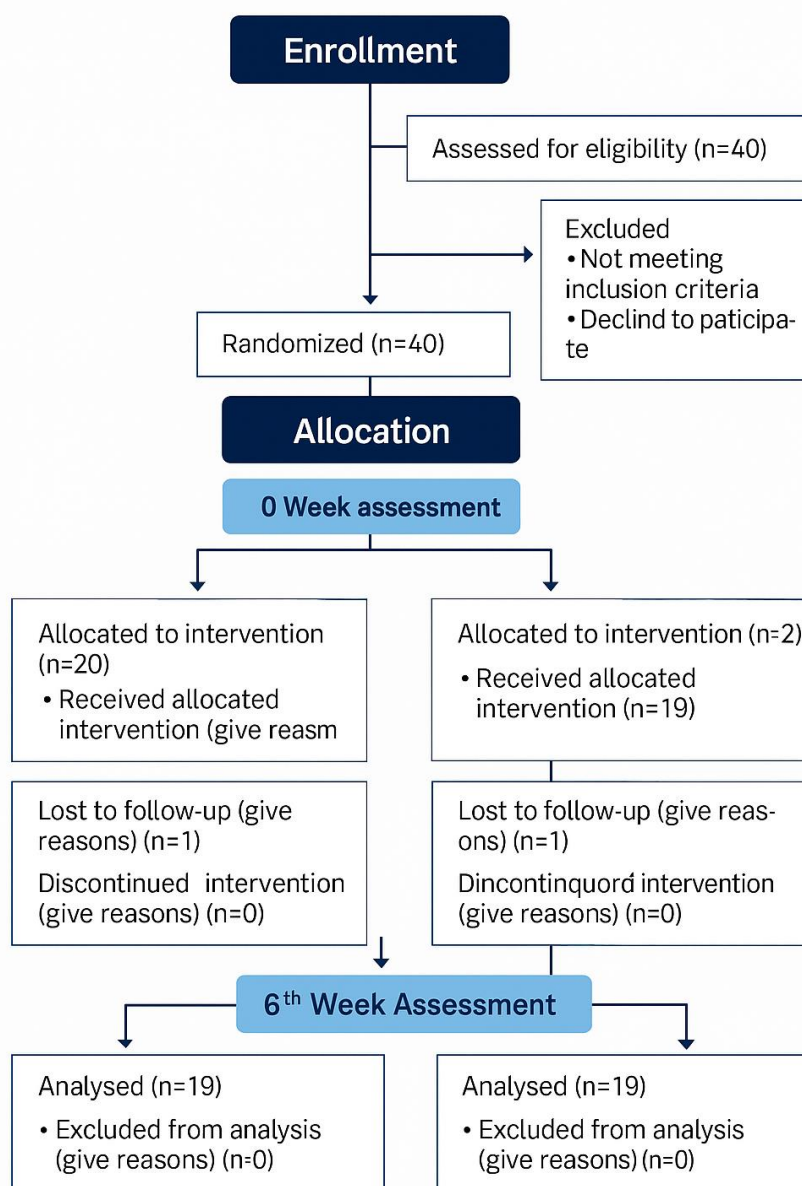 Enrollment
Assessed for eligibility (n=40)
Excluded
• Not meeting
inclusion criteria
• Declind to paticipa-
te
Randomized (n=40)
Allocation
0 Week assessment
Allocated to intervention
(n=20)
• Received allocated
intervention (give reasm
Allocated to intervention (n=2)
• Received allocated
intervention (n=19)
Lost to follow-up (give
reasons) (n=1)
Discontinued intervention
(give reasons) (n=0)
Lost to follow-up (give reas-
ons) (n=1)
Dincontinquord intervention
(give reasons) (n=0)
6th Week Assessment
Analysed (n=19)
• Excluded from analysis
(give reasons) (n=0)
Analysed (n=19)
• Excluded from analysis
(give reasons) (n=0)